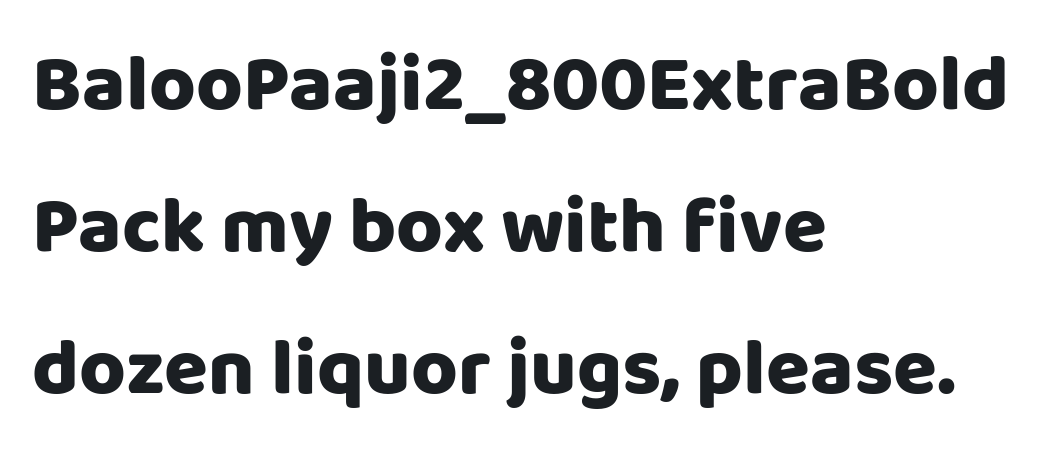 BalooPaaji2_800ExtraBold
Pack my box with five
dozen liquor jugs, please.